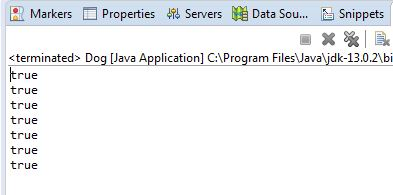 Markers Properties Servers Data Sou... Snippets
<terminated> Dog [Java Application] C:\Program Files\Java\jdk-13.0.2\bi
true
true
true
true
true
true
true